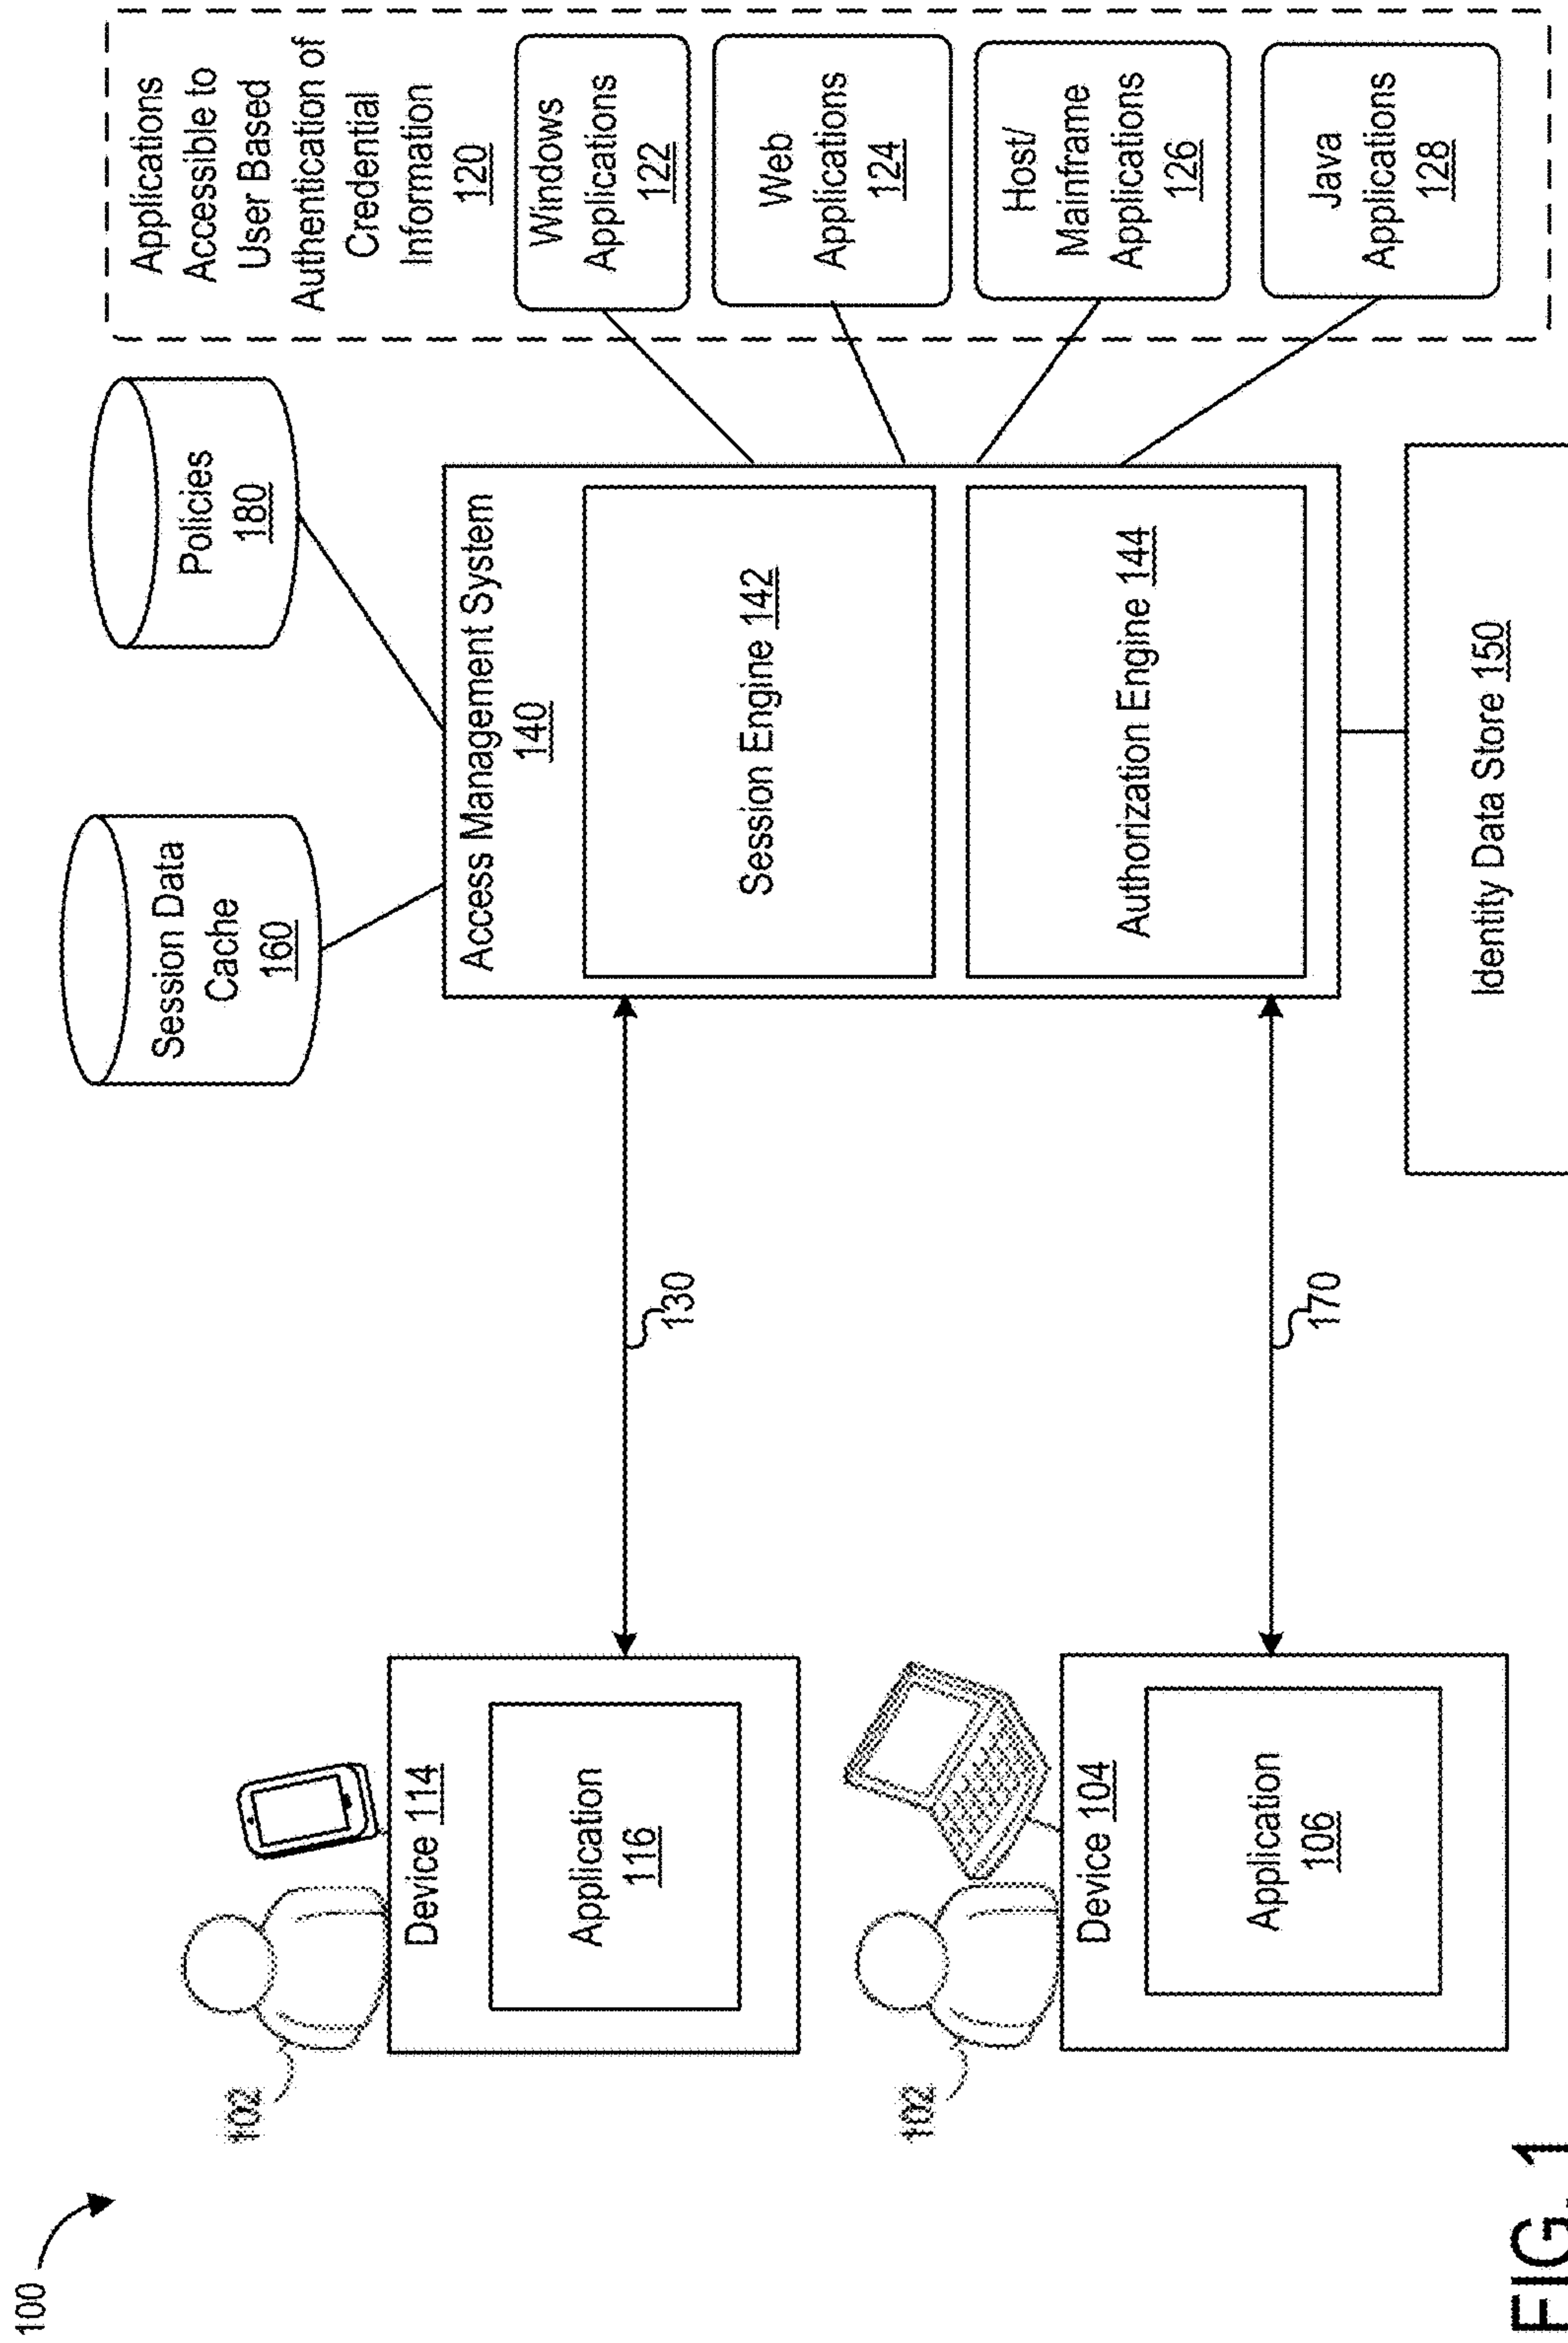 100
102
Device 114
Application
116
102
Device 104
Application
106
130
170
Session Data
Cache
160
Policies
180
Access Management System
140
Session Engine 142
Authorization Engine 144
Identity Data Store 150
Applications
Accessible to
User Based
Authentication of
Credential
Information
120
Windows
Applications
122
Web
Applications
124
Host/
Mainframe
Applications
126
Java
Applications
128
FIG. 1